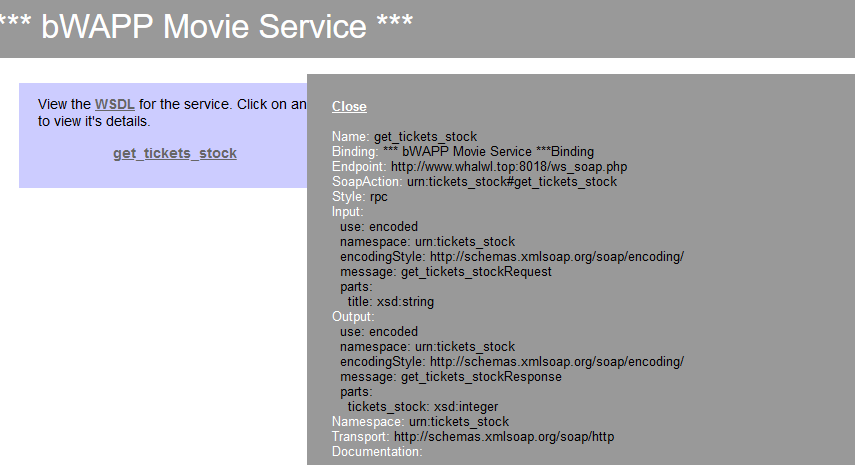 *** bWAPP Movie Service ***
View the WSDL for the service. Click on an
to view it's details.
get_tickets_stock
Close
Name: get_tickets_stock
Binding: *** bWAPP Movie Service ***Binding
Endpoint: http://www.whalwl.top:8018/ws_soap.php
SoapAction: urn:tickets_stock#get_tickets_stock
Style: rpc
Input:
use: encoded
namespace: urn:tickets_stock
encodingStyle: http://schemas.xmlsoap.org/soap/encoding/
message: get_tickets_stockRequest
parts:
title: xsd:string
Output:
use: encoded
namespace: urn:tickets_stock
encodingStyle: http://schemas.xmlsoap.org/soap/encoding/
message: get_tickets_stockResponse
parts:
tickets_stock: xsd:integer
Namespace: urn:tickets_stock
Transport: http://schemas.xmlsoap.org/soap/http
Documentation: